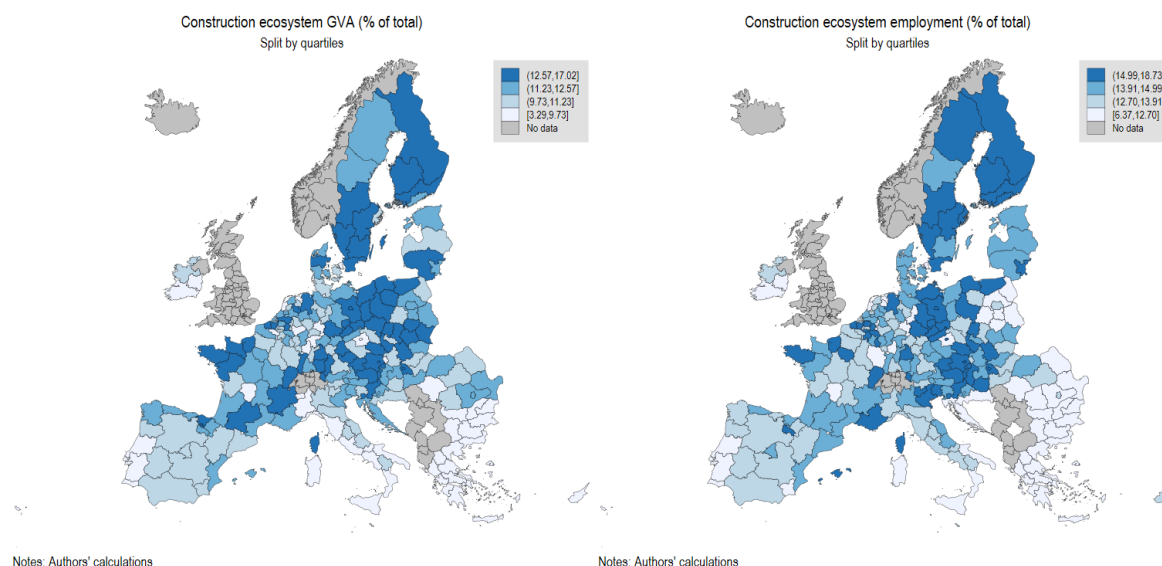 Construction ecosystem GVA (% of total)
Split by quartiles
(12.57,17.02]
(11.23,12.57]
(9.73,11.23]
[3.29,9.73]
No data
Notes: Authors' calculations
Construction ecosystem employment (% of total)
Split by quartiles
(14.99,18.73
(13.91,14.99
(12.70,13.91
[6.37,12.70]
No data
Notes: Authors' calculations